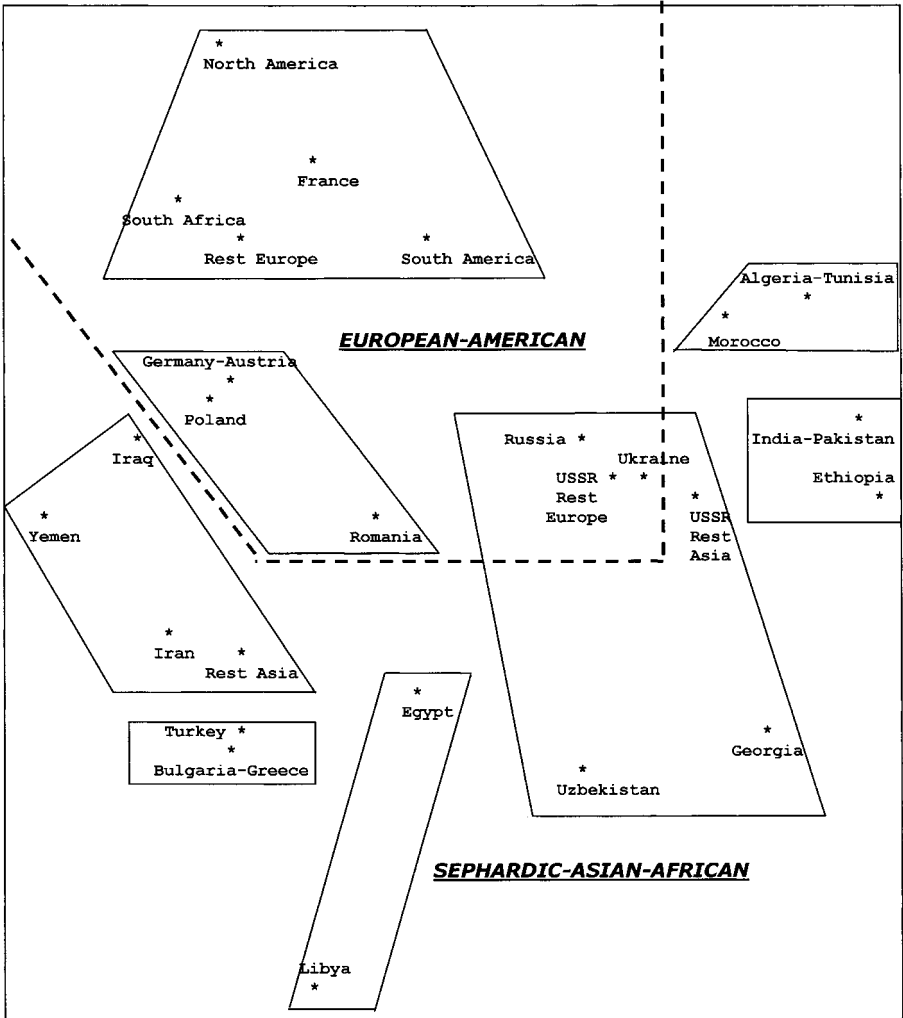 *
North America
*
France
*
South Africa
*
Rest Europe
*
South America
Algeria-Tunisia
*
*
Morocco
EUROPEAN-AMERICAN
Germany-Austria
*
*
Poland
*
Romania
*
Iraq
*
Yemen
*
Iran
*
Rest Asia
Russia *
Ukraine
*
USSR *
Rest
Europe
*
USSR
Rest
Asia
*
India-Pakistan
Ethiopia
*
Turkey *
*
Bulgaria-Greece
*
Egypt
*
Georgia
*
Uzbekistan
SEPHARDIC-ASIAN-AFRICAN
Libya
*